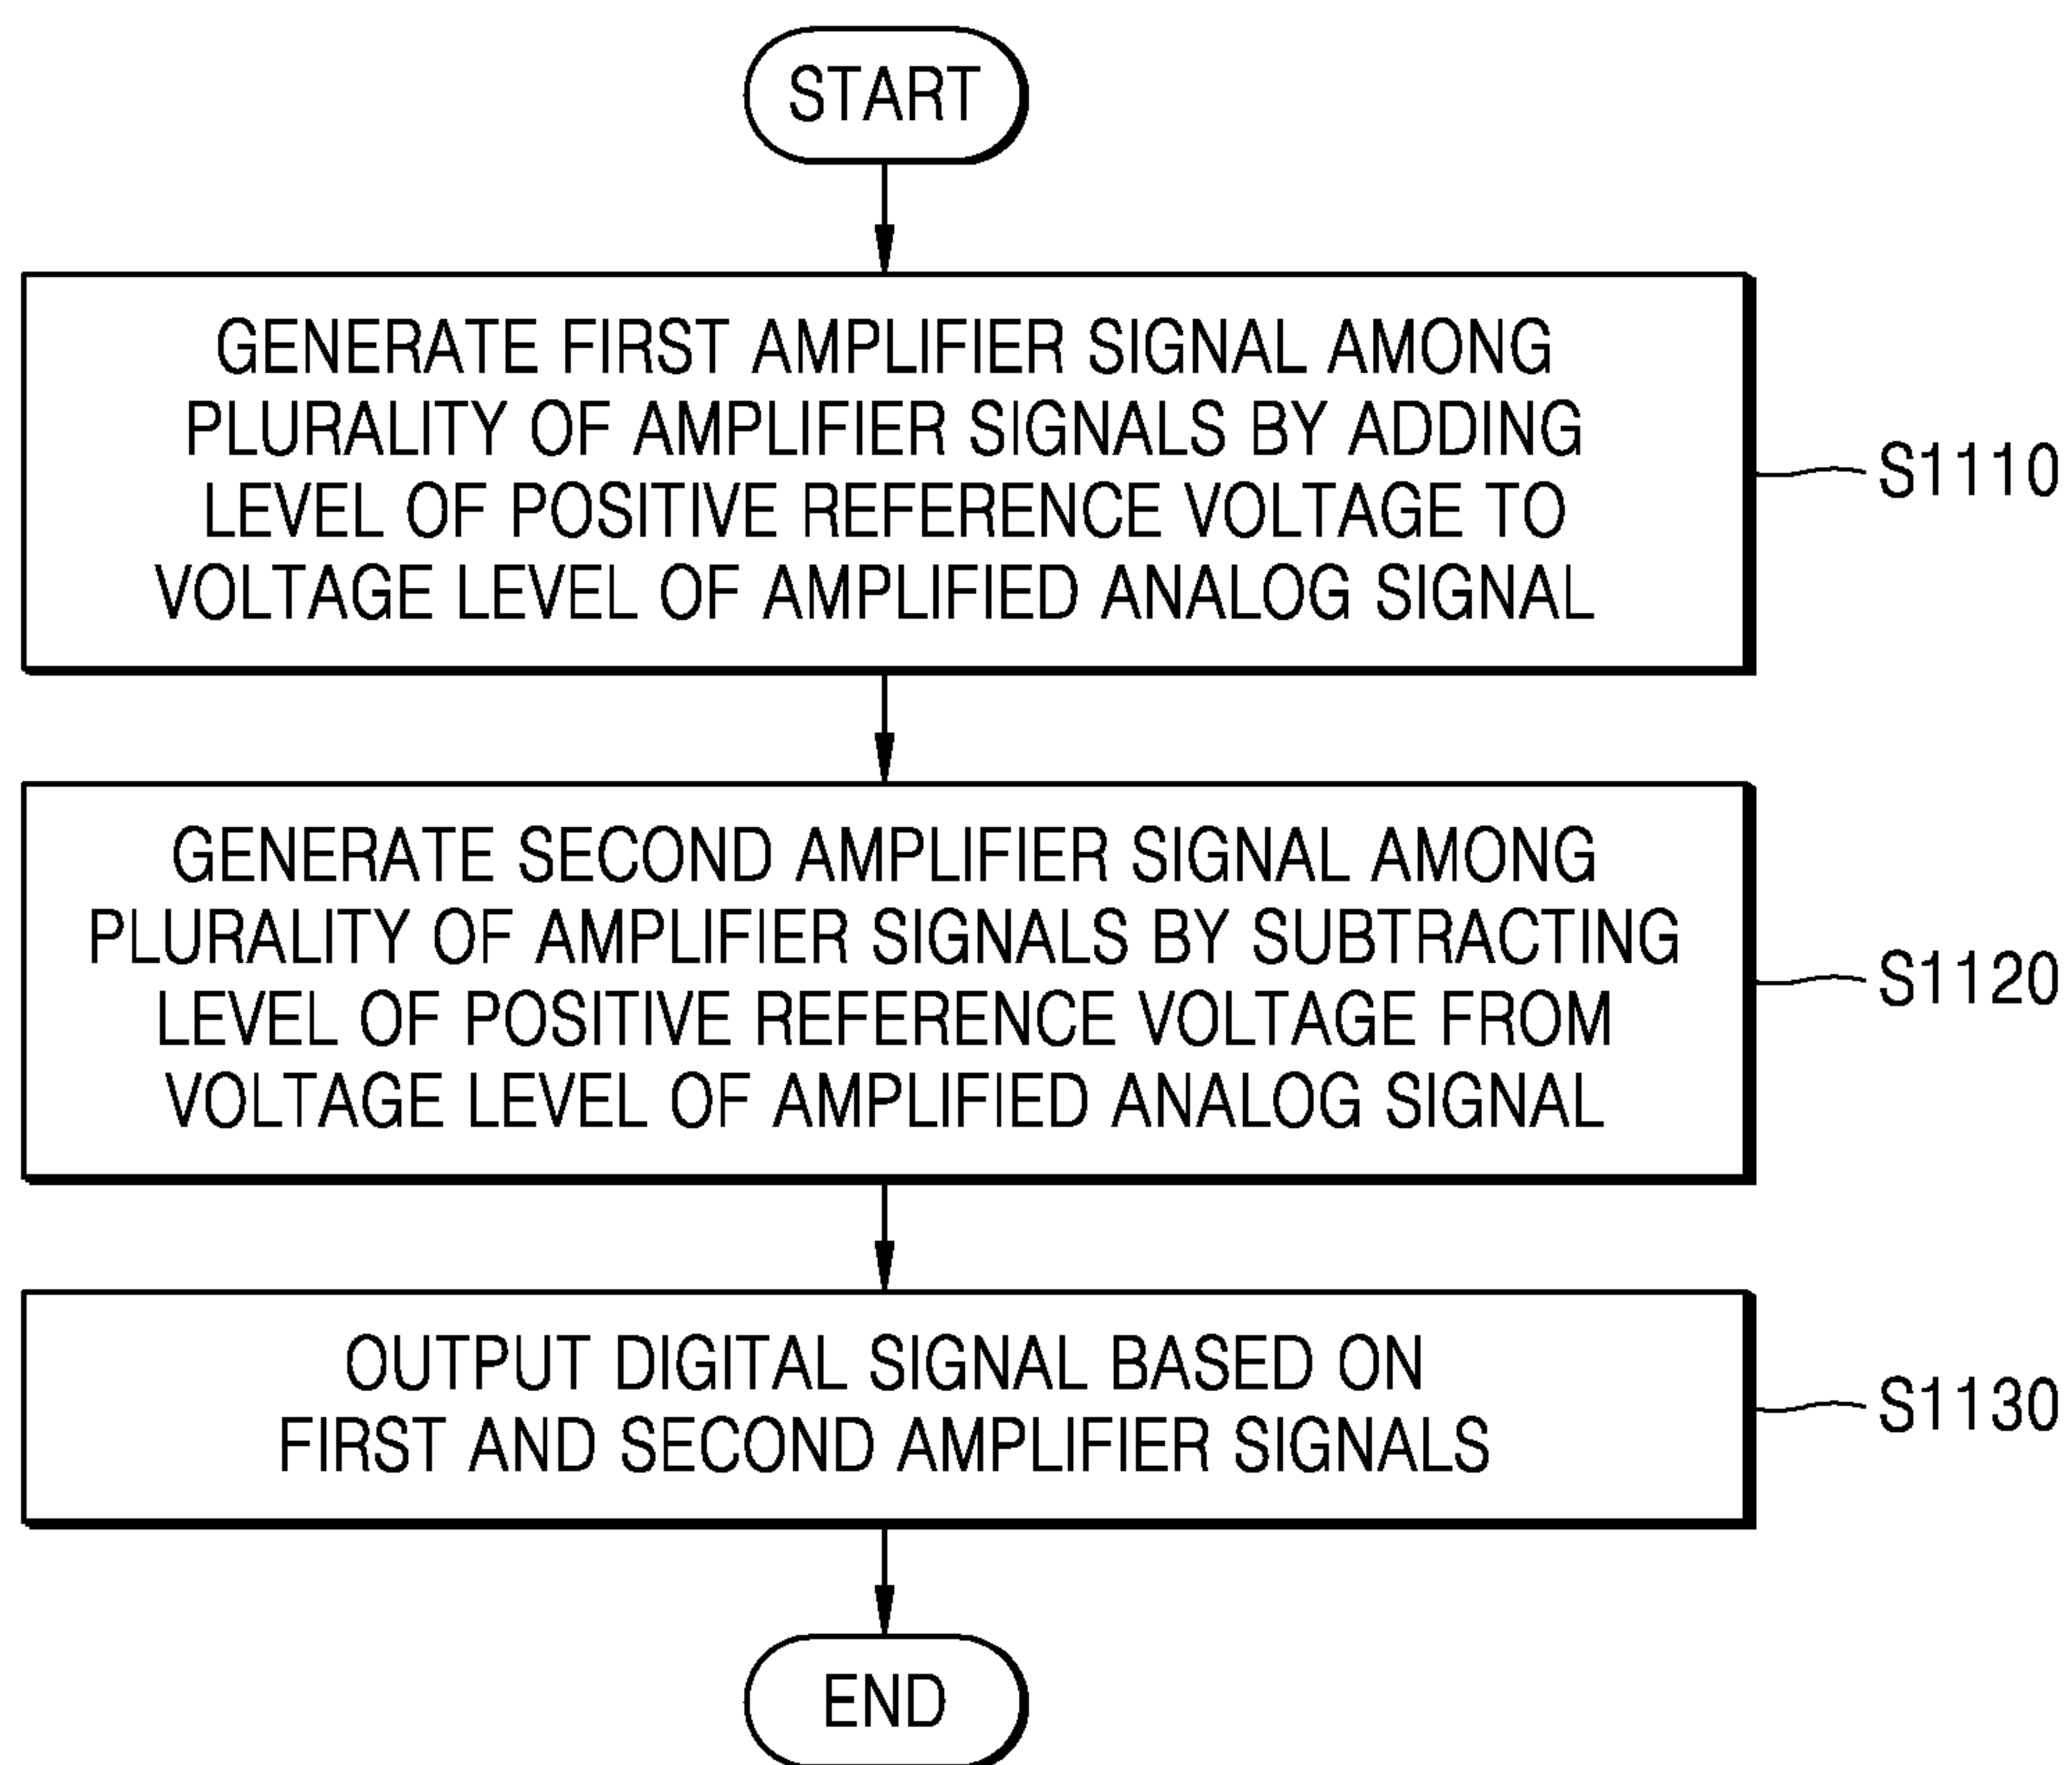 START
GENERATE FIRST AMPLIFIER SIGNAL AMONG
PLURALITY OF AMPLIFIER SIGNALS BY ADDING
LEVEL OF POSITIVE REFERENCE VOLTAGE TO
VOLTAGE LEVEL OF AMPLIFIED ANALOG SIGNAL
S1110
GENERATE SECOND AMPLIFIER SIGNAL AMONG
PLURALITY OF AMPLIFIER SIGNALS BY SUBTRACTING
LEVEL OF POSITIVE REFERENCE VOLTAGE FROM
VOLTAGE LEVEL OF AMPLIFIED ANALOG SIGNAL
S1120
OUTPUT DIGITAL SIGNAL BASED ON
FIRST AND SECOND AMPLIFIER SIGNALS
S1130
END